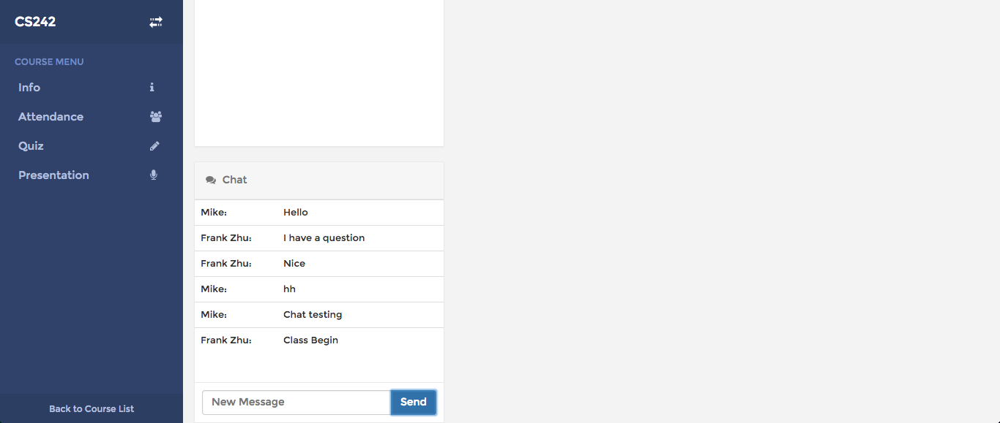 CS242
COURSE MENU
Info
Attendance
Quiz
Presentation
Back to Course List
Chat
Mike: Hello
Frank Zhu: I have a question
Frank Zhu: Nice
Mike: hh
Mike: Chat testing
Frank Zhu: Class Begin
New Message Send